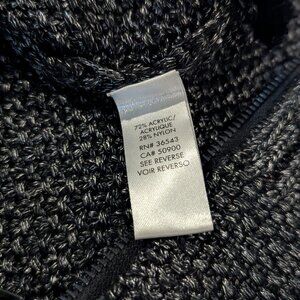 72% ACRYLIC/
ACRYLIQUE
28% NYLON
RN# 36543
CA# 50900
SEE REVERSE
VOIR REVERSO